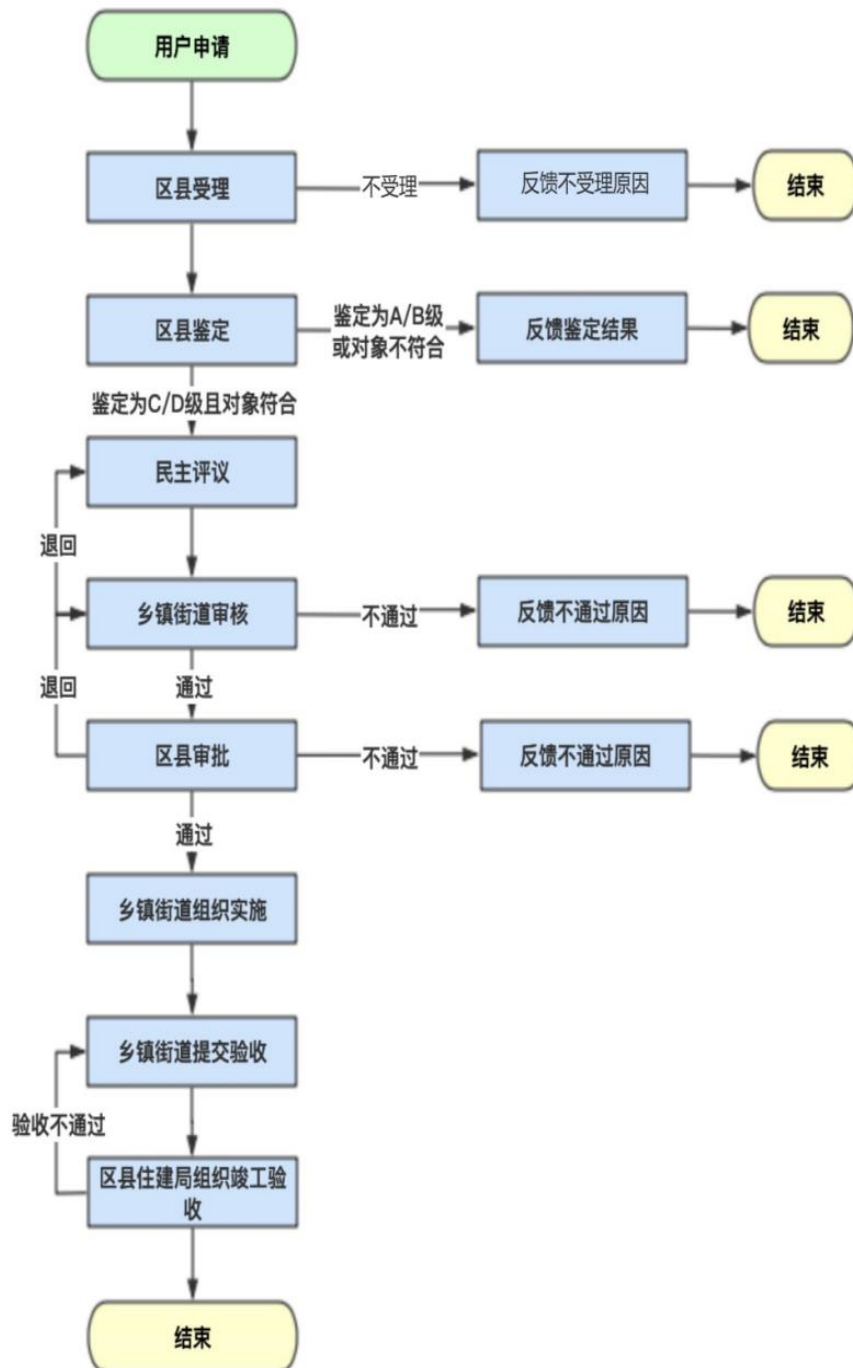 用户申请
区县受理
不受理
反馈不受理原因
结束
区县鉴定
鉴定为A/B级
或对象不符合
反馈鉴定结果
结束
鉴定为C/D级且对象符合
民主评议
退回
乡镇街道审核
不通过
反馈不通过原因
结束
退回
通过
区县审批
不通过
反馈不通过原因
结束
通过
乡镇街道组织实施
乡镇街道提交验收
验收不通过
区县住建局组织竣工验
收
结束